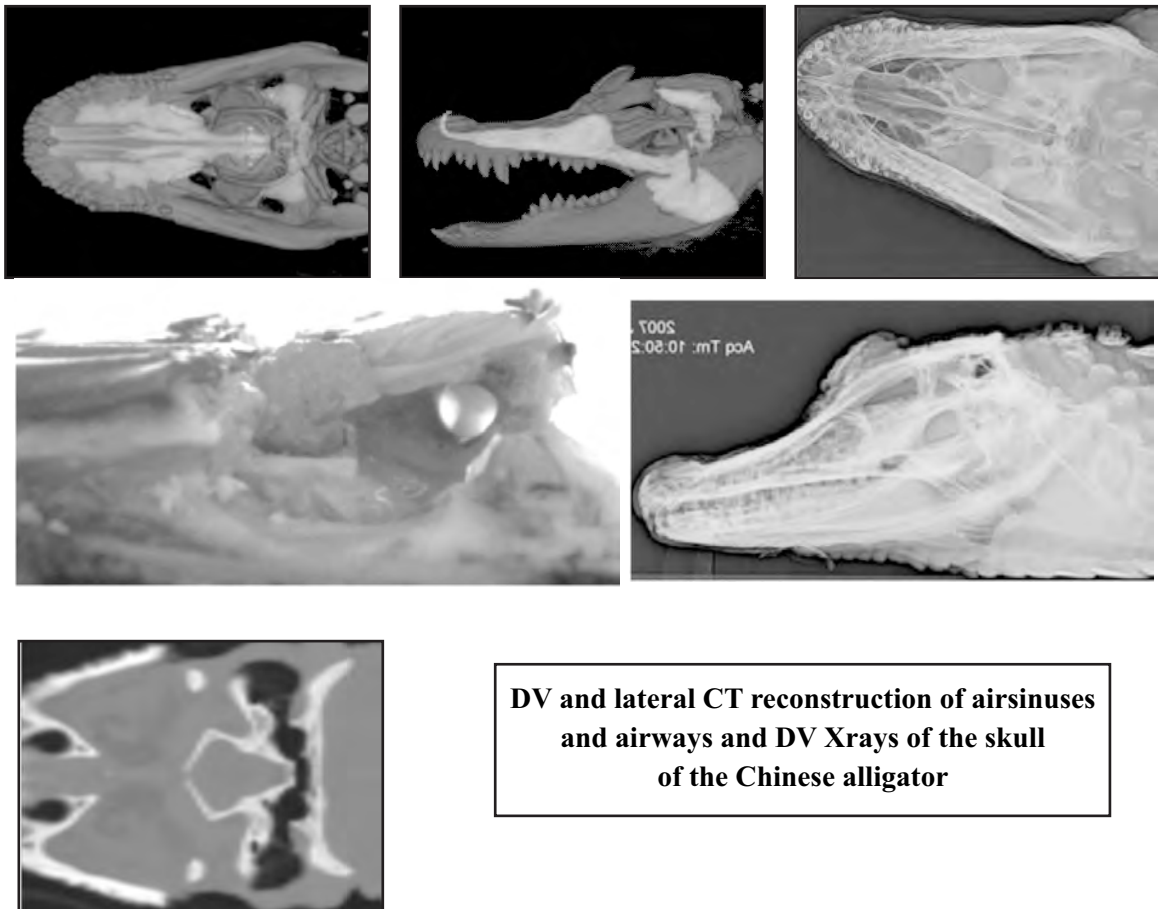 2007 ,
Acq Tm: 10:50:2
DV and lateral CT reconstruction of airsinuses
and airways and DV Xrays of the skull
of the Chinese alligator